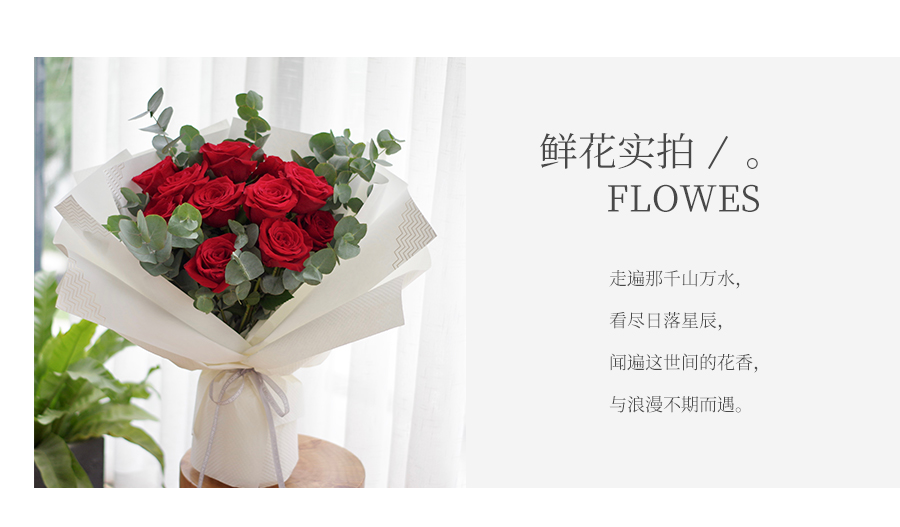 鲜花实拍 / 。
FLOWES
走遍那千山万水，
看尽日落星辰，
闻遍这世间的花香，
与浪漫不期而遇。